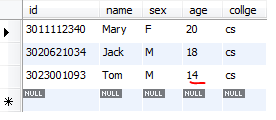 id name sex age collge
3011112340 Mary F 20 cs
3020621034 Jack M 18 cs
3023001093 Tom M 14 cs
NULL NULL NULL NULL NULL